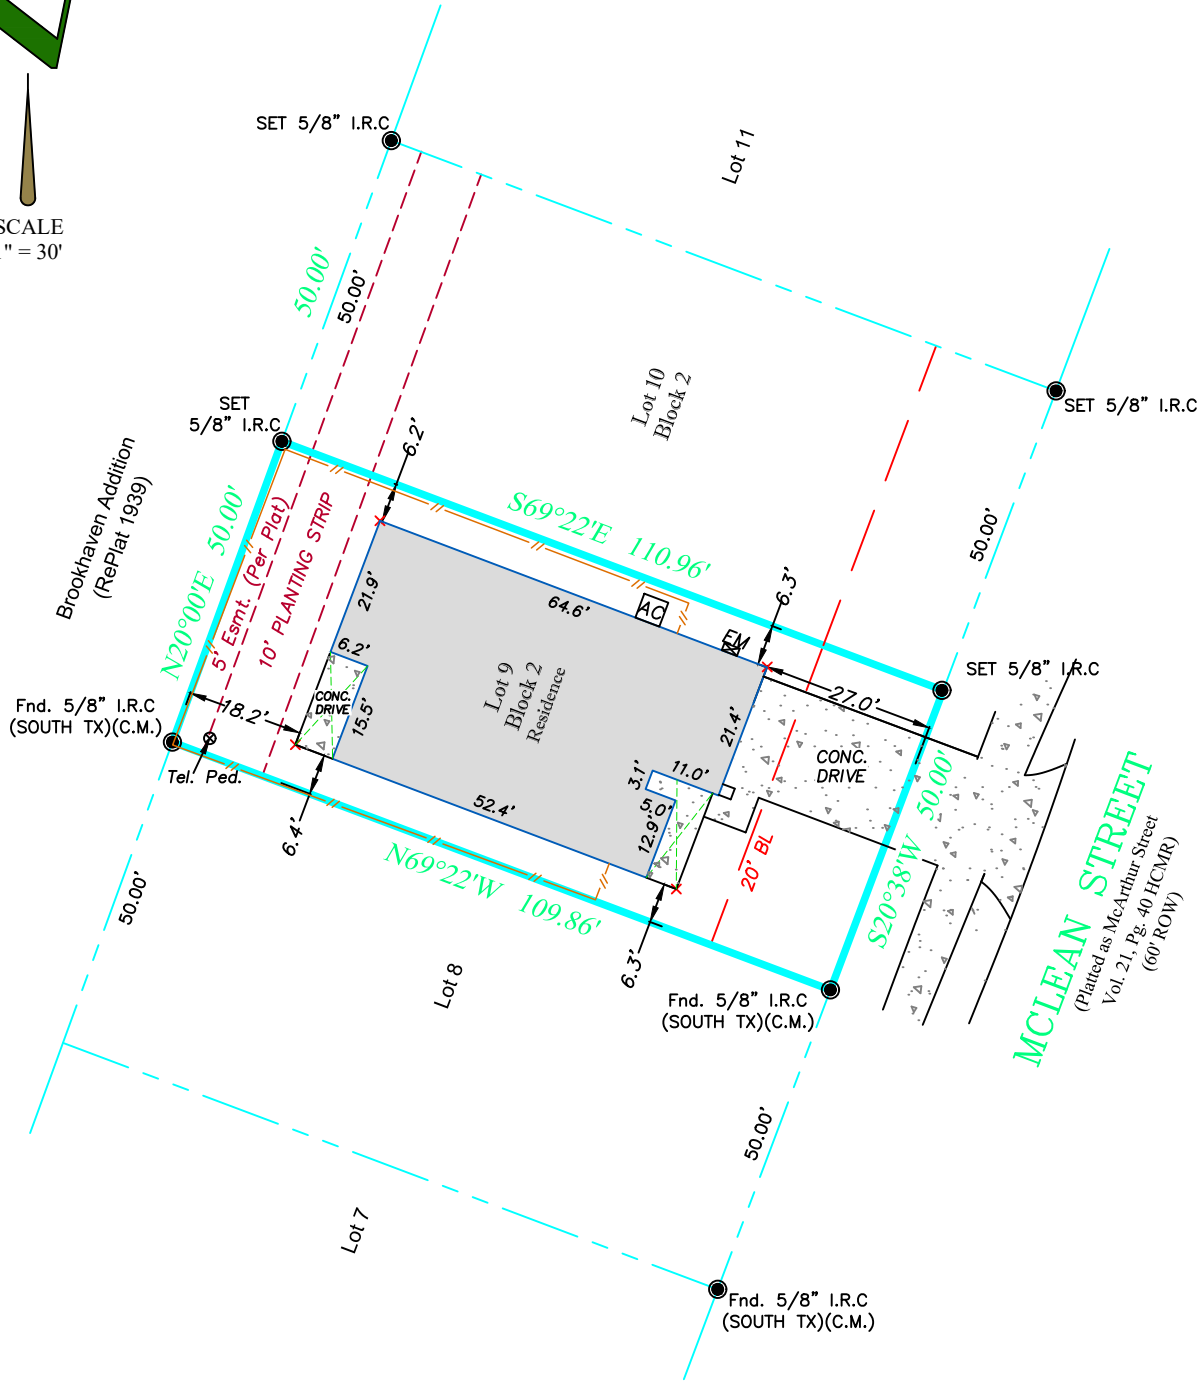 SET 5/8" I.R.C
Lot 11
SCALE
1" = 30'
50.00'
50.00'
Lot 10
Block 2
SET 5/8" I.R.C
SET
5/8" I.R.C
6.2'
Brookhaven Addition
(RePlat 1939)
S69°22'E 110.96'
50.00'
N20°00'E 50.00'
5' Esmt. (Per Plat)
10' PLANTING STRIP
21.9'
64.6'
AC
EM
6.3'
6.2'
SET 5/8" I.R.C
Lot 9
Block 2
Residence
CONC.
DRIVE
15.5'
27.0'
21.4'
Fnd. 5/8" I.R.C
(SOUTH TX)(C.M.)
18.2'
Tel. Ped.
CONC.
DRIVE
11.0'
3.1'
5.0'
12.9'
52.4'
6.4'
20' BL
N69°22'W 109.86'
S20°38'W 50.00'
MCLEAN STREET
(Platted as McArthur Street
Vol. 21, Pg. 40 HCMR)
(60' ROW)
50.00'
6.3'
Lot 8
Fnd. 5/8" I.R.C
(SOUTH TX)(C.M.)
50.00'
Lot 7
Fnd. 5/8" I.R.C
(SOUTH TX)(C.M.)